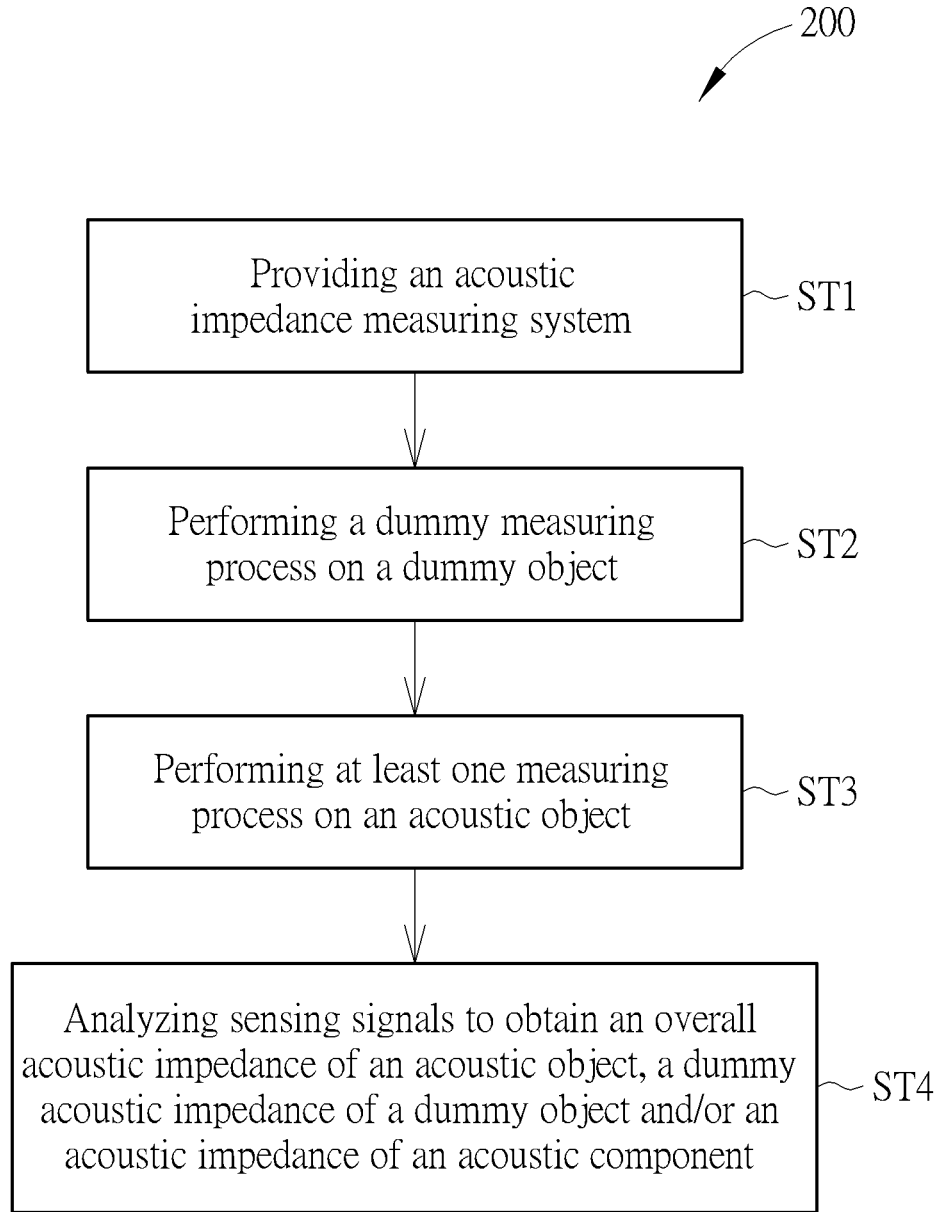 200
Providing an acoustic
impedance measuring system
ST1
Performing a dummy measuring
process on a dummy object
ST2
Performing at least one measuring
process on an acoustic object
ST3
Analyzing sensing signals to obtain an overall
acoustic impedance of an acoustic object, a dummy
acoustic impedance of a dummy object and/or an
acoustic impedance of an acoustic component
ST4